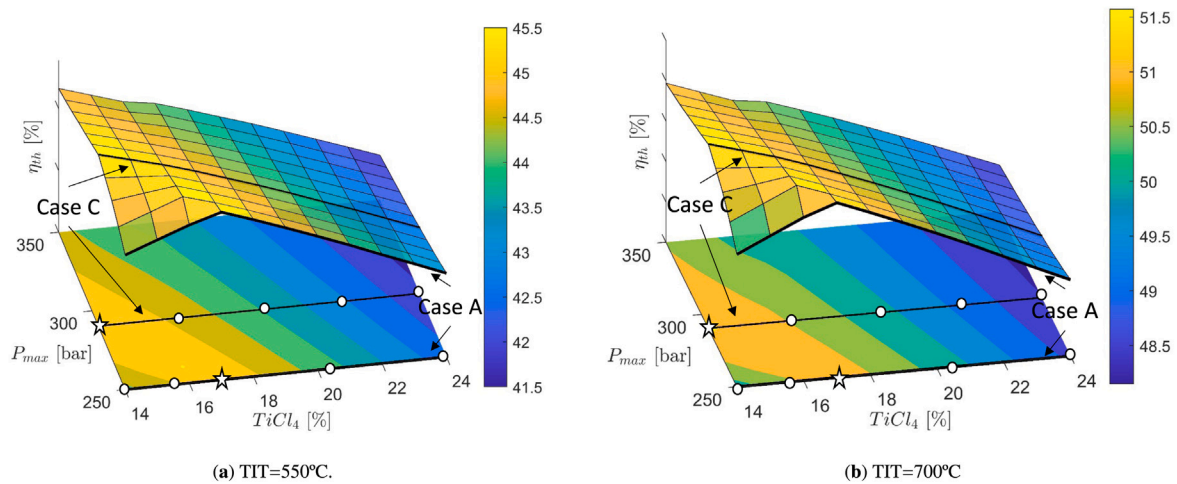 45.5
45
44.5
44
43.5
43
42.5
42
41.5
η_th [%]
Case C
Case A
350
300
250
P_max [bar]
14
16
18
20
22
24
TiCl_4 [%]
(a) TIT=550ºC.
51.5
51
50.5
50
49.5
49
48.5
η_th [%]
Case C
Case A
350
300
250
P_max [bar]
14
16
18
20
22
24
TiCl_4 [%]
(b) TIT=700ºC